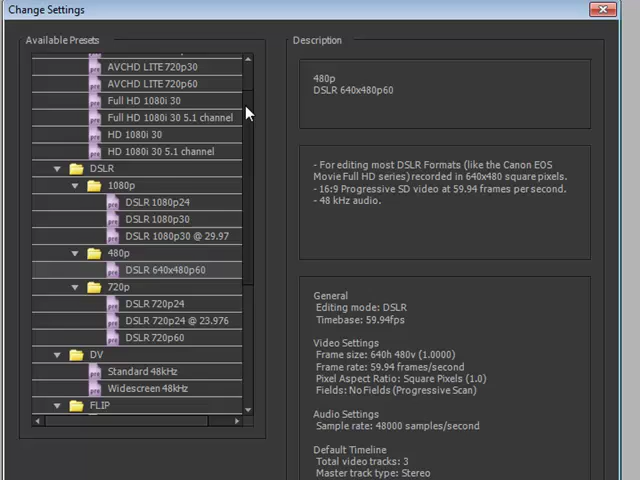 Change Settings
Available Presets
AVCHD LITE 720p30
AVCHD LITE 720p60
Full HD 1080i 30
Full HD 1080i 30 5.1 channel
HD 1080i 30
HD 1080i 30 5.1 channel
DSLR
1080p
DSLR 1080p24
DSLR 1080p30
DSLR 1080p30 @ 29.97
480p
DSLR 640x480p60
720p
DSLR 720p24
DSLR 720p24 @ 23.976
DSLR 720p60
DV
Standard 48kHz
Widescreen 48kHz
FLIP
Description
480p
DSLR 640x480p60
- For editing most DSLR Formats (like the Canon EOS
Movie Full HD series) recorded in 640x480 square pixels.
- 16:9 Progressive SD video at 59.94 frames per second.
- 48 kHz audio.
General
Editing mode: DSLR
Timebase: 59.94fps
Video Settings
Frame size: 640h 480v (1.0000)
Frame rate: 59.94 frames/second
Pixel Aspect Ratio: Square Pixels (1.0)
Fields: No Fields (Progressive Scan)
Audio Settings
Sample rate: 48000 samples/second
Default Timeline
Total video tracks: 3
Master track type: Stereo